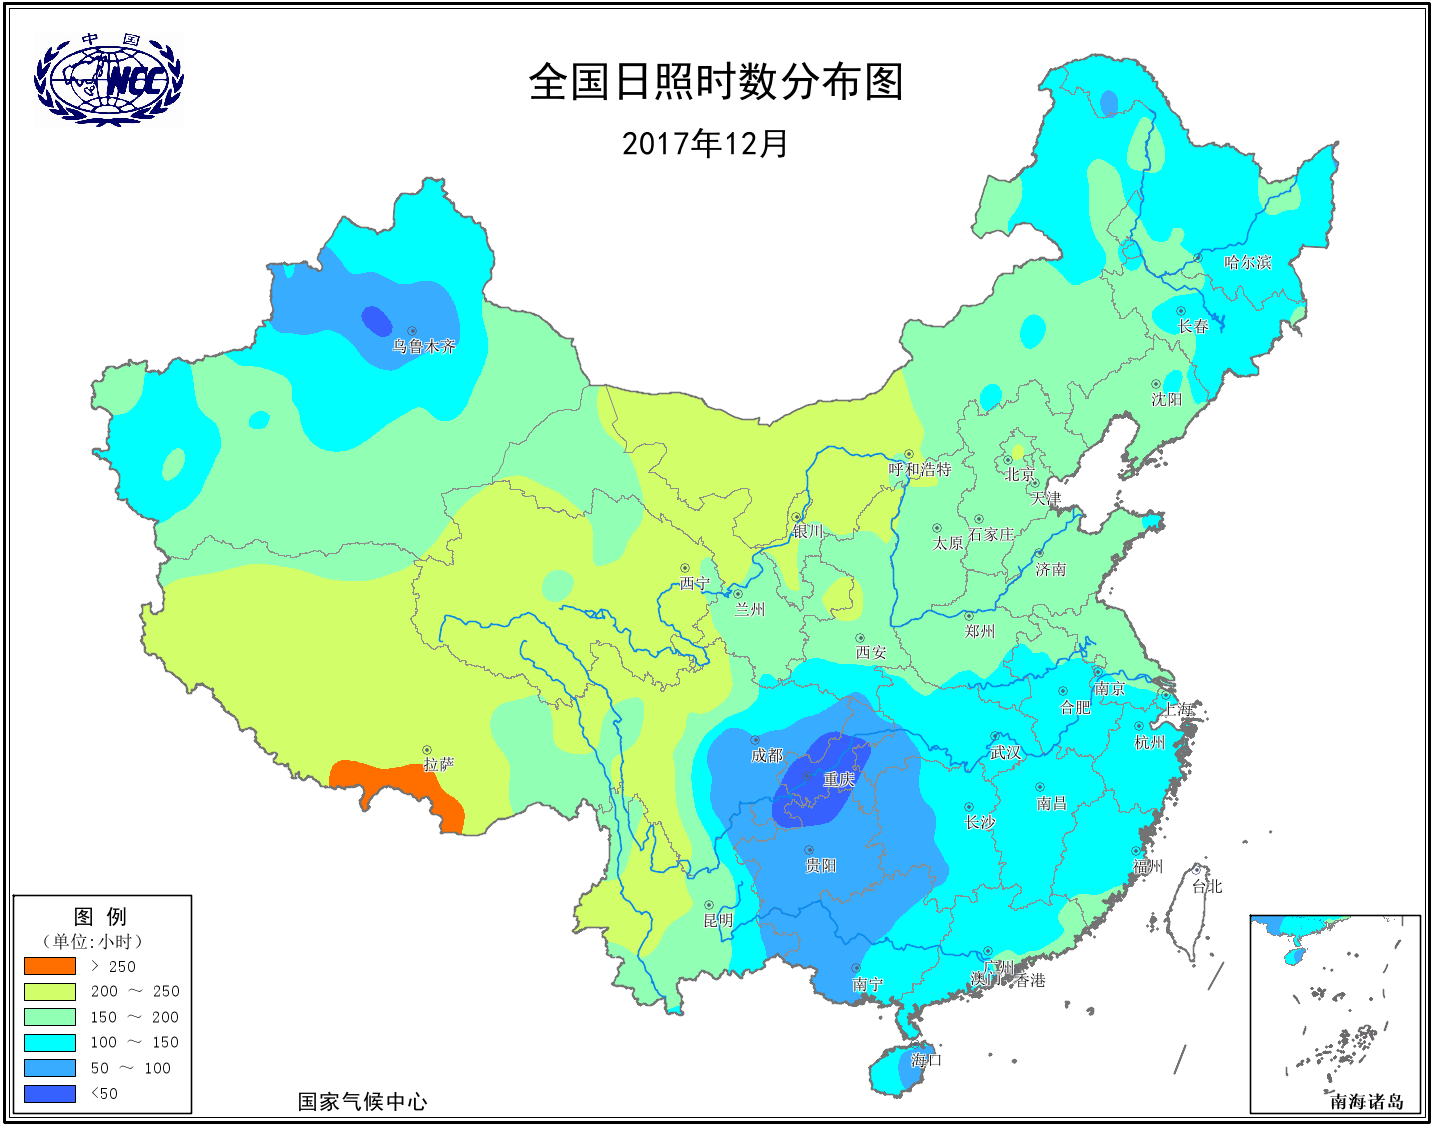 中国
NCC
全国日照时数分布图
2017年12月
哈尔滨
长春
乌鲁木齐
沈阳
呼和浩特
北京
天津
银川
太原
石家庄
济南
西宁
兰州
郑州
西安
南京
合肥
上海
杭州
成都
武汉
拉萨
重庆
南昌
长沙
贵阳
福州
台北
昆明
广州
南宁
澳门
香港
海口
图 例
(单位:小时)
> 250
200 ~ 250
150 ~ 200
100 ~ 150
50 ~ 100
<50
国家气候中心
南海诸岛